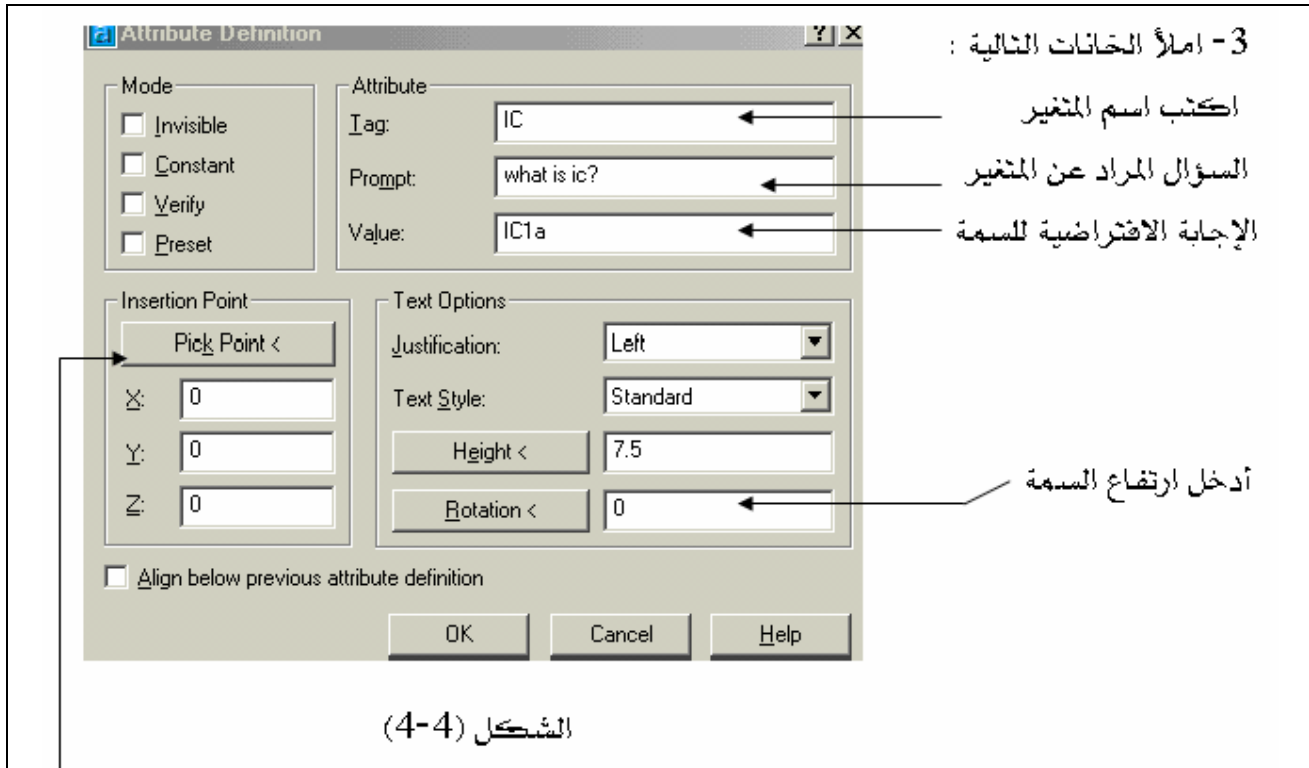 Attribute Definition
3- املأ الخانات التالية :
Mode
Invisible
Constant
Verify
Preset
Attribute
Tag: IC
Prompt: what is ic?
Value: IC1a
اكتب اسم المتغير
السؤال المراد عن المتغير
الإجابة الافتراضية للسمة
Insertion Point
Pick Point <
X: 0
Y: 0
Z: 0
Text Options
Justification: Left
Text Style: Standard
Height < 7.5
Rotation < 0
أدخل ارتفاع السمة
Align below previous attribute definition
OK Cancel Help
الشكل (4-4)